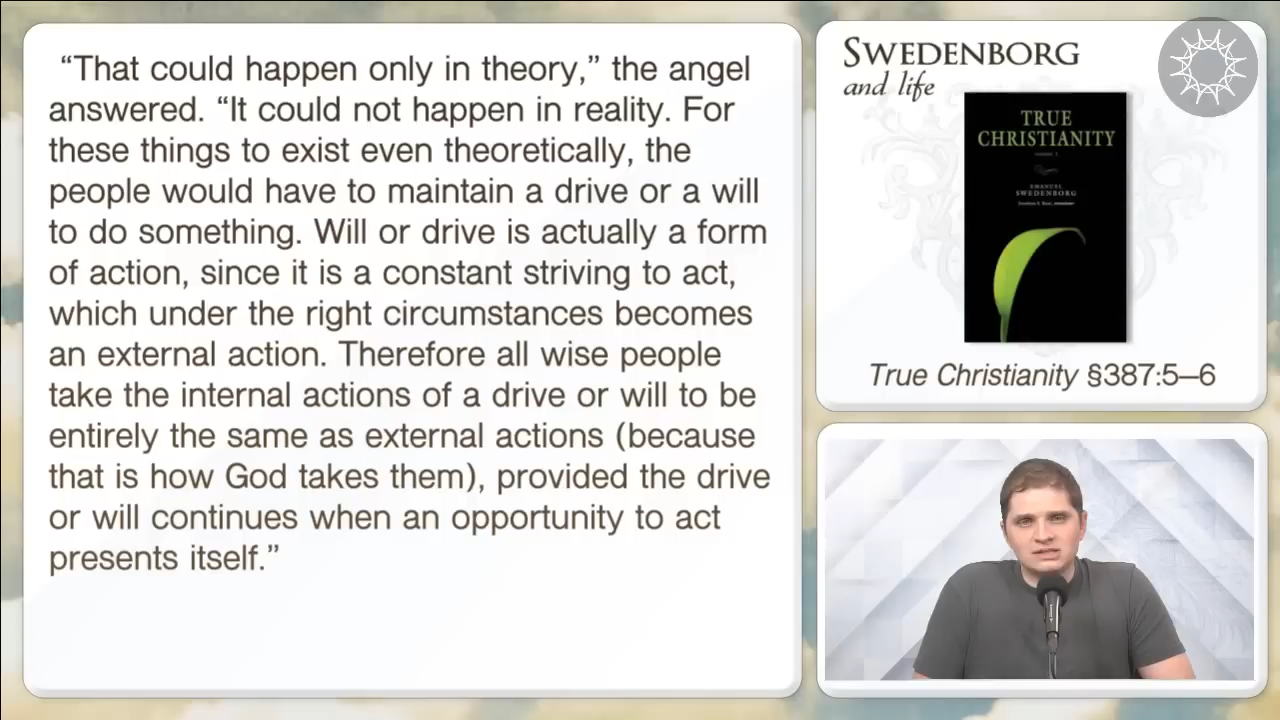 “That could happen only in theory,” the angel
answered. “It could not happen in reality. For
these things to exist even theoretically, the
people would have to maintain a drive or a will
to do something. Will or drive is actually a form
of action, since it is a constant striving to act,
which under the right circumstances becomes
an external action. Therefore all wise people
take the internal actions of a drive or will to be
entirely the same as external actions (because
that is how God takes them), provided the drive
or will continues when an opportunity to act
presents itself.”
SWEDENBORG
and life
TRUE
CHRISTIANITY
EMANUEL
SWEDENBORG
True Christianity §387:5–6